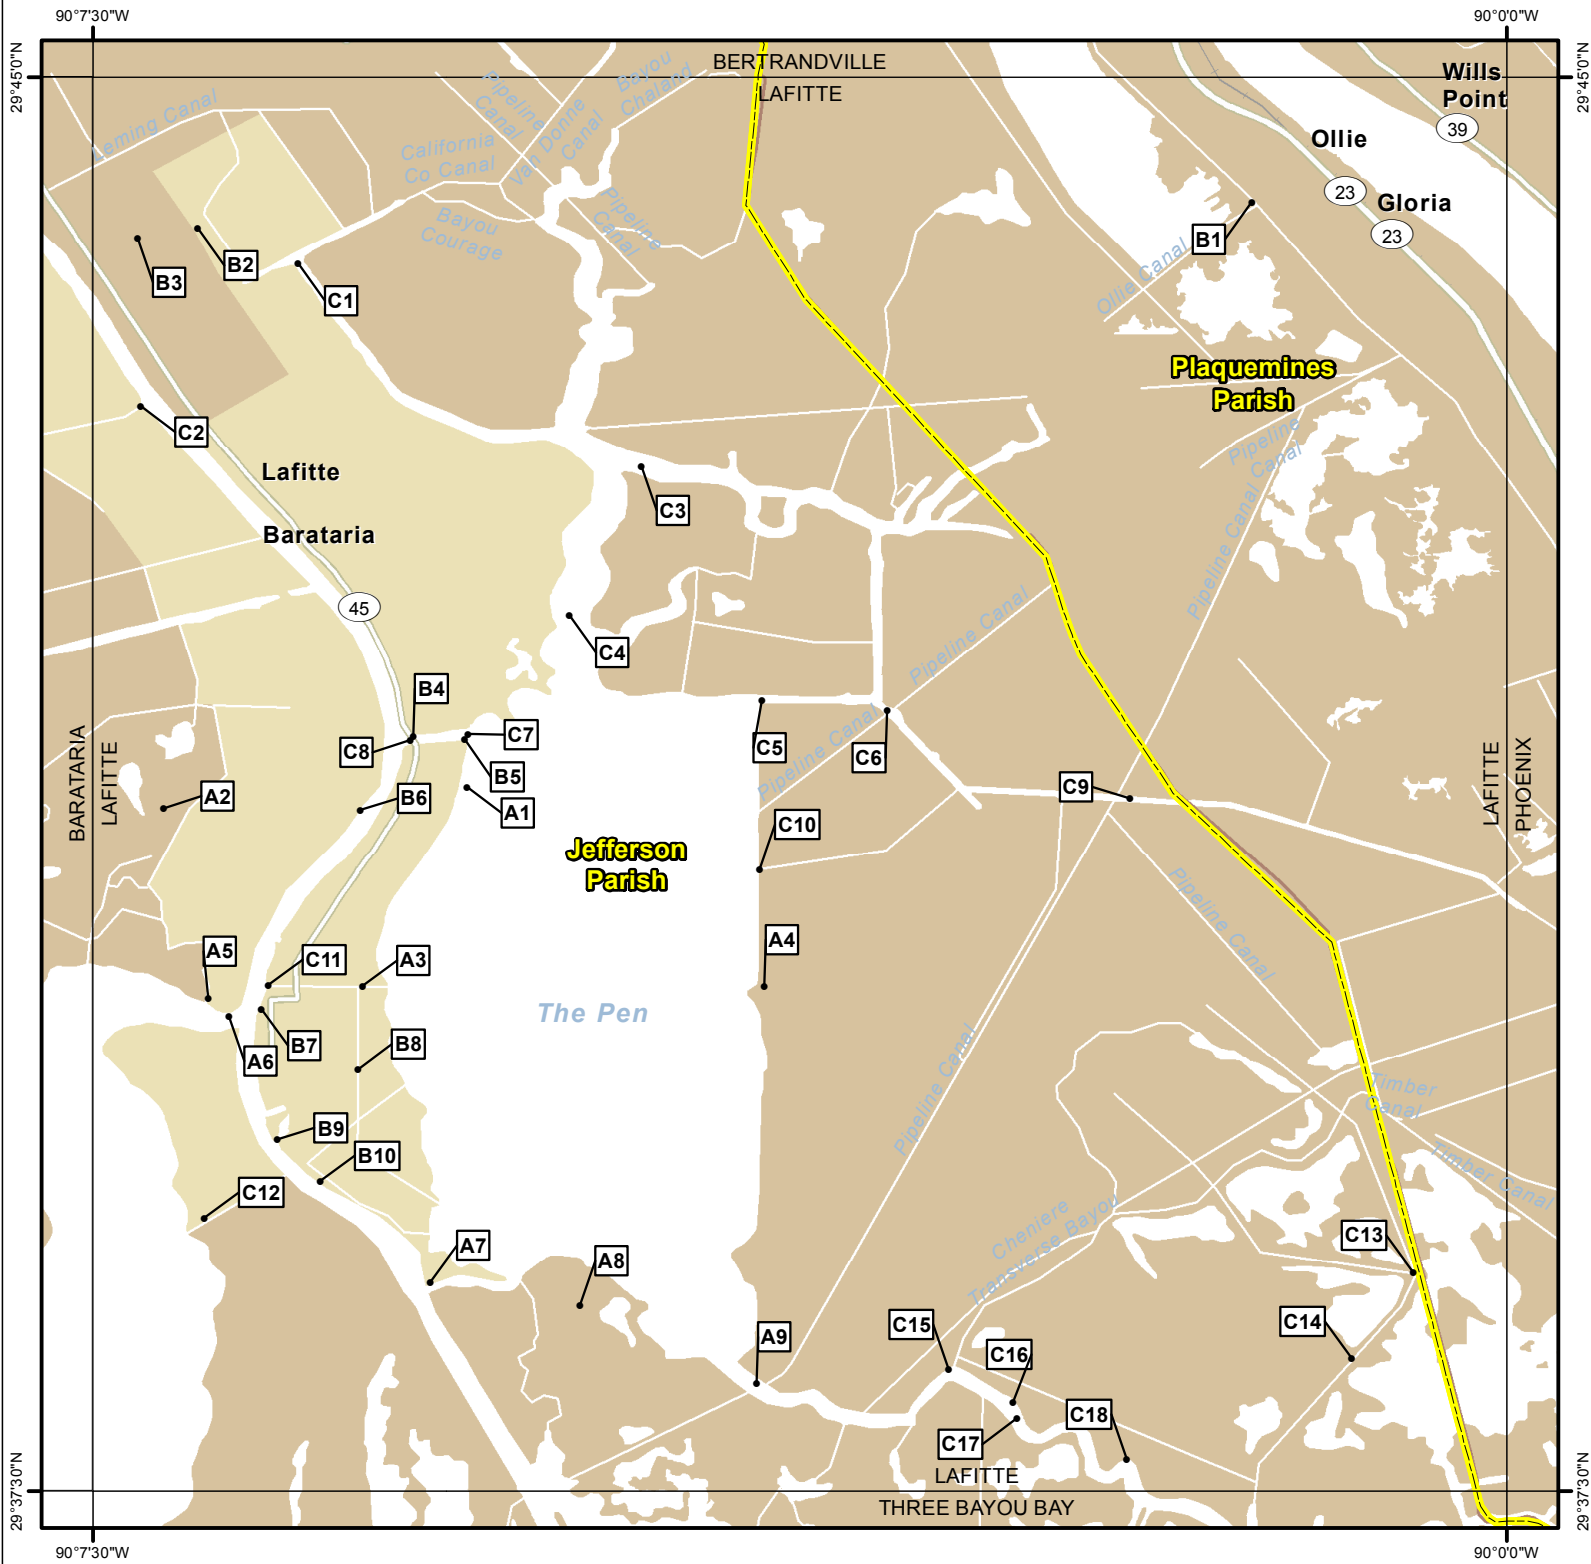 90°7'30"W
90°0'0"W
29°45'0"N
29°45'0"N
BERTRANDVILLE
LAFITTE
Wills
Point
39
Ollie
23
Gloria
23
Leming Canal
Pipeline
Canal
Van Donne
Canal
Bayou
Chaland
California
Co Canal
Bayou
Courage
Pipeline
Canal
B1
Ollie Canal
B2
B3
C1
Plaquemines
Parish
C2
Lafitte
Barataria
C3
Pipeline
Canal
Pipeline Canal
45
C4
Pipeline Canal
B4
C7
C8
B5
C5
C6
Pipeline Canal
BARATARIA
LAFITTE
LAFITTE
PHOENIX
A2
B6
A1
C9
C10
Jefferson
Parish
Pipeline Canal
A5
C11
A3
A4
The Pen
B7
A6
B8
Pipeline Canal
Timber
Canal
B9
B10
Timber Canal
C12
Cheniere
Transverse Bayou
A7
A8
C13
A9
C15
C14
C16
C18
C17
LAFITTE
THREE BAYOU BAY
29°37'30"N
29°37'30"N
90°7'30"W
90°0'0"W